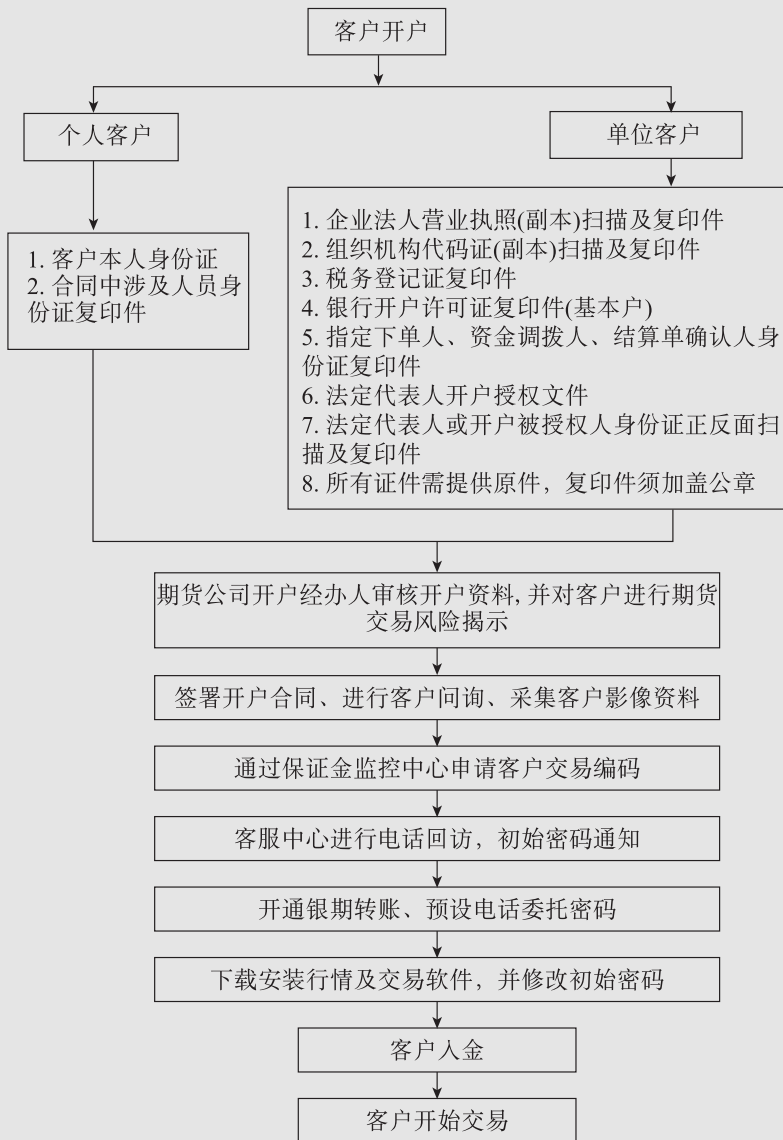 客户开户
个人客户
单位客户
1. 客户本人身份证
2. 合同中涉及人员身
份证复印件
1. 企业法人营业执照(副本)扫描及复印件
2. 组织机构代码证(副本)扫描及复印件
3. 税务登记证复印件
4. 银行开户许可证复印件(基本户)
5. 指定下单人、资金调拨人、结算单确认人身
份证复印件
6. 法定代表人开户授权文件
7. 法定代表人或开户被授权人身份证正反面扫
描及复印件
8. 所有证件需提供原件，复印件须加盖公章
期货公司开户经办人审核开户资料, 并对客户进行期货
交易风险揭示
签署开户合同、进行客户问询、采集客户影像资料
通过保证金监控中心申请客户交易编码
客服中心进行电话回访，初始密码通知
开通银期转账、预设电话委托密码
下载安装行情及交易软件，并修改初始密码
客户入金
客户开始交易